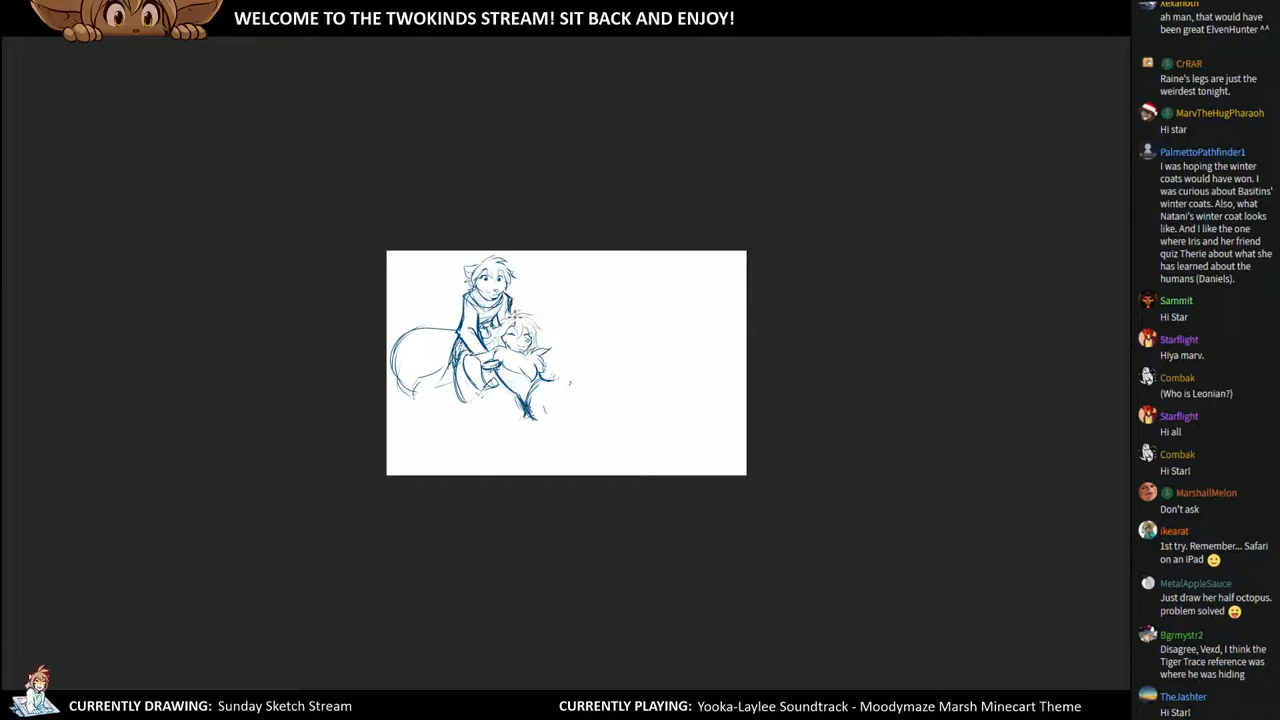 WELCOME TO THE TWOKINDS STREAM! SIT BACK AND ENJOY!
Xexanoth
ah man, that would have
been great ElvenHunter ^^
CrRAR
Raine's legs are just the
weirdest tonight.
MarvTheHugPharaoh
Hi star
PalmettoPathfinder1
I was hoping the winter
coats would have won. I
was curious about Basitins'
winter coats. Also, what
Natani's winter coat looks
like. And I like the one
where Iris and her friend
quiz Therie about what she
has learned about the
humans (Daniels).
Sammit
Hi Star
Starflight
Hiya marv.
Combak
(Who is Leonian?)
Starflight
Hi all
Combak
Hi Star!
MarshallMelon
Don't ask
ikearat
1st try. Remember... Safari
on an iPad
MetalAppleSauce
Just draw her half octopus.
problem solved
Bgrmystr2
Disagree, Vexd, I think the
Tiger Trace reference was
where he was hiding
TheJashter
Hi Star!
CURRENTLY DRAWING: Sunday Sketch Stream
CURRENTLY PLAYING: Yooka-Laylee Soundtrack - Moodymaze Marsh Minecart Theme